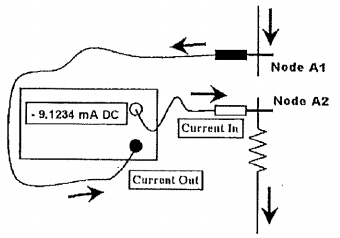 Node A1
Node A2
- 9.1234 mA DC
Current In
Current Out